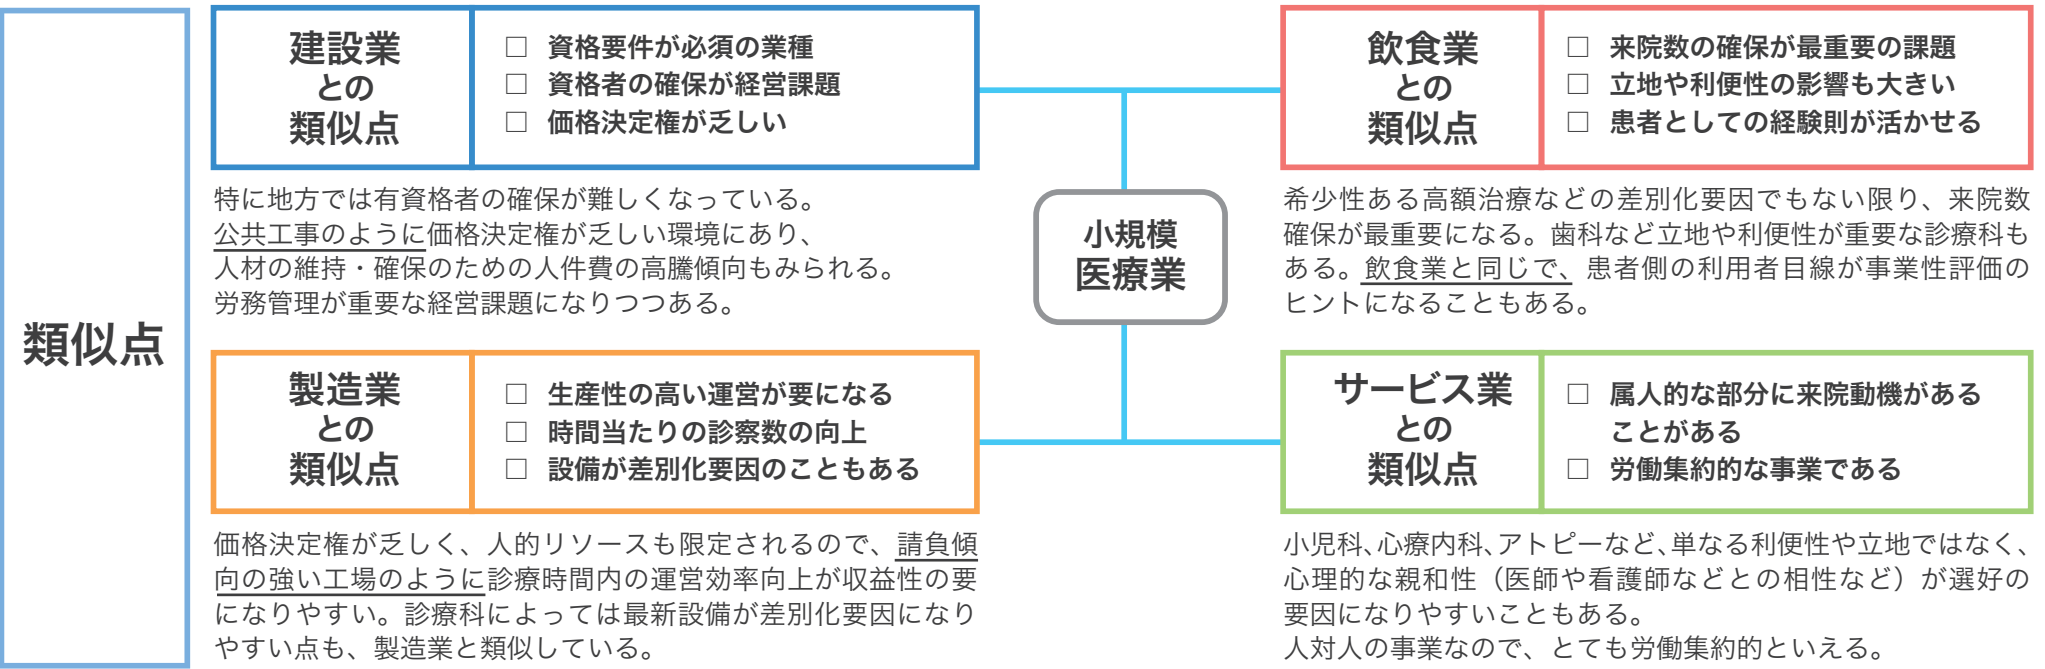 類似点
建設業
との
類似点
□ 資格要件が必須の業種
□ 資格者の確保が経営課題
□ 価格決定権が乏しい
特に地方では有資格者の確保が難しくなっている。
公共工事のように価格決定権が乏しい環境にあり、
人材の維持・確保のための人件費の高騰傾向もみられる。
労務管理が重要な経営課題になりつつある。
製造業
との
類似点
□ 生産性の高い運営が要になる
□ 時間当たりの診察数の向上
□ 設備が差別化要因のこともある
価格決定権が乏しく、人的リソースも限定されるので、請負傾
向の強い工場のように診療時間内の運営効率向上が収益性の要
になりやすい。診療科によっては最新設備が差別化要因になり
やすい点も、製造業と類似している。
小規模
医療業
飲食業
との
類似点
□ 来院数の確保が最重要の課題
□ 立地や利便性の影響も大きい
□ 患者としての経験則が活かせる
希少性ある高額治療などの差別化要因でもない限り、来院数
確保が最重要になる。歯科など立地や利便性が重要な診療科も
ある。飲食業と同じで、患者側の利用者目線が事業性評価の
ヒントになることもある。
サービス業
との
類似点
□ 属人的な部分に来院動機がある
ことがある
□ 労働集約的な事業である
小児科、心療内科、アトピーなど、単なる利便性や立地ではなく、
心理的な親和性（医師や看護師などとの相性など）が選好の
要因になりやすいこともある。
人対人の事業なので、とても労働集約的といえる。